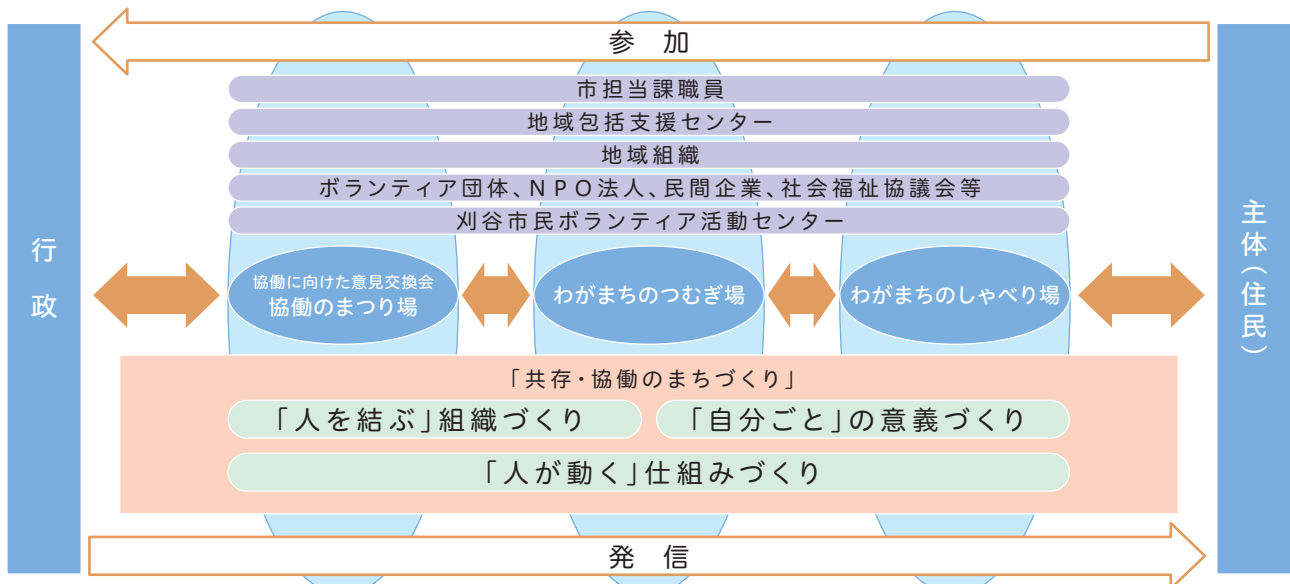 参 加
市担当課職員
地域包括支援センター
地域組織
ボランティア団体、NPO法人、民間企業、社会福祉協議会等
刈谷市民ボランティア活動センター
行政
協働に向けた意見交換会
協働のまつり場
わがまちのつむぎ場
わがまちのしゃべり場
主体(住民)
「共存・協働のまちづくり」
「人を結ぶ」組織づくり
「自分ごと」の意義づくり
「人が動く」仕組みづくり
発 信